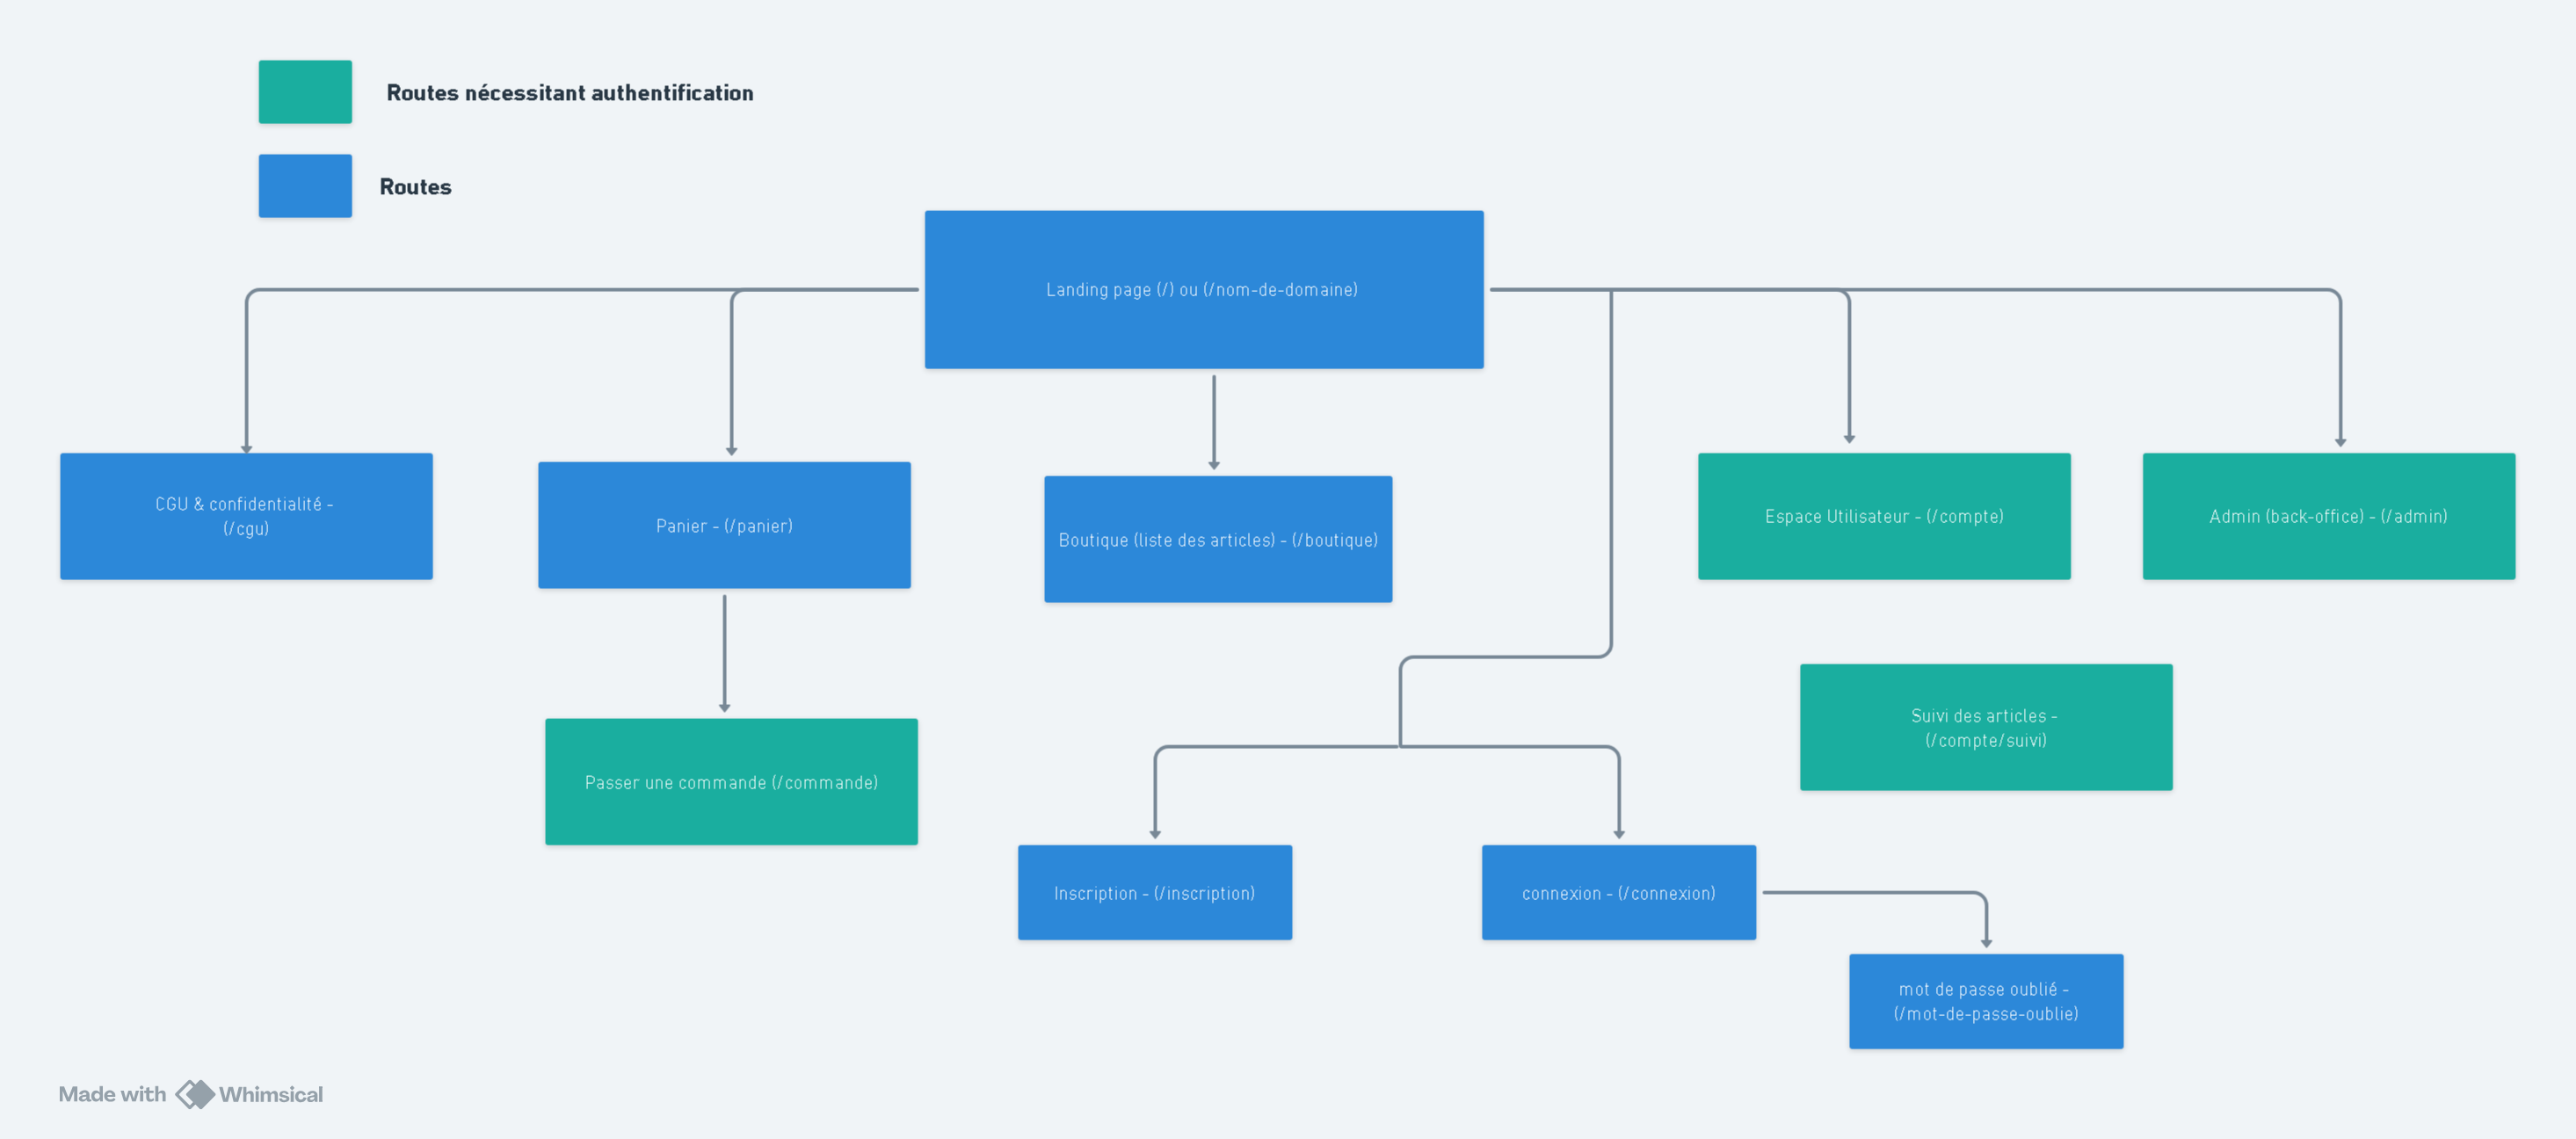 Routes nécessitant authentification
Routes
Landing page (/) ou (/nom-de-domaine)
CGU & confidentialité -
(/cgu)
Panier - (/panier)
Boutique (liste des articles) - (/boutique)
Espace Utilisateur - (/compte)
Admin (back-office) - (/admin)
Suivi des articles -
(/compte/suivi)
Passer une commande (/commande)
Inscription - (/inscription)
connexion - (/connexion)
mot de passe oublié -
(/mot-de-passe-oublie)
Made with Whimsical